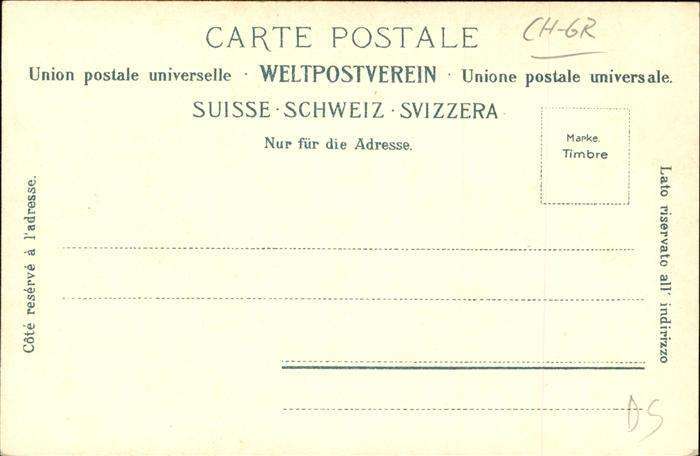 CARTE POSTALE
CH-GR
Union postale universelle · WELTPOSTVEREIN · Unione postale universale.
SUISSE · SCHWEIZ · SVIZZERA
Nur für die Adresse.
Marke.
Timbre
Côté resérvé à l'adresse.
Lato riservato all' indirizzo
DS